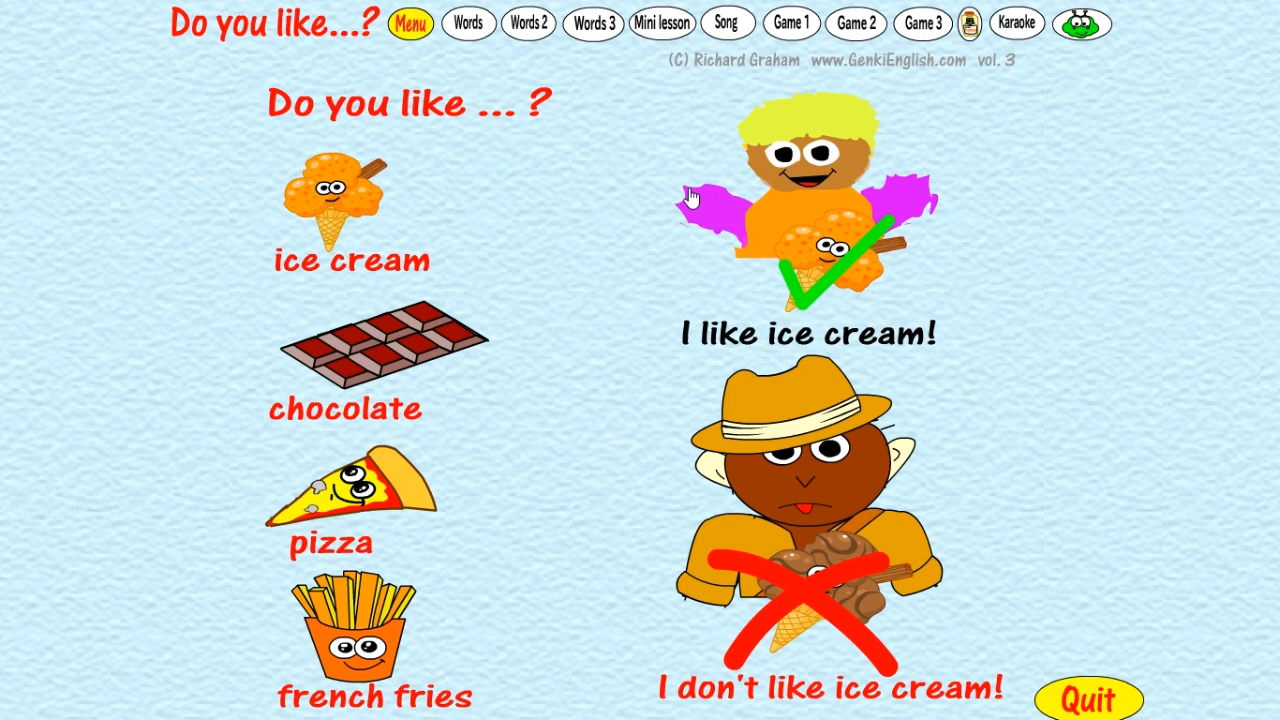 Do you like...? Menu Words Words 2 Words 3 Mini lesson Song Game 1 Game 2 Game 3 Karaoke
(C) Richard Graham www.GenkiEnglish.com vol. 3
Do you like ... ?
ice cream
chocolate
pizza
french fries
I like ice cream!
I don't like ice cream!
Quit